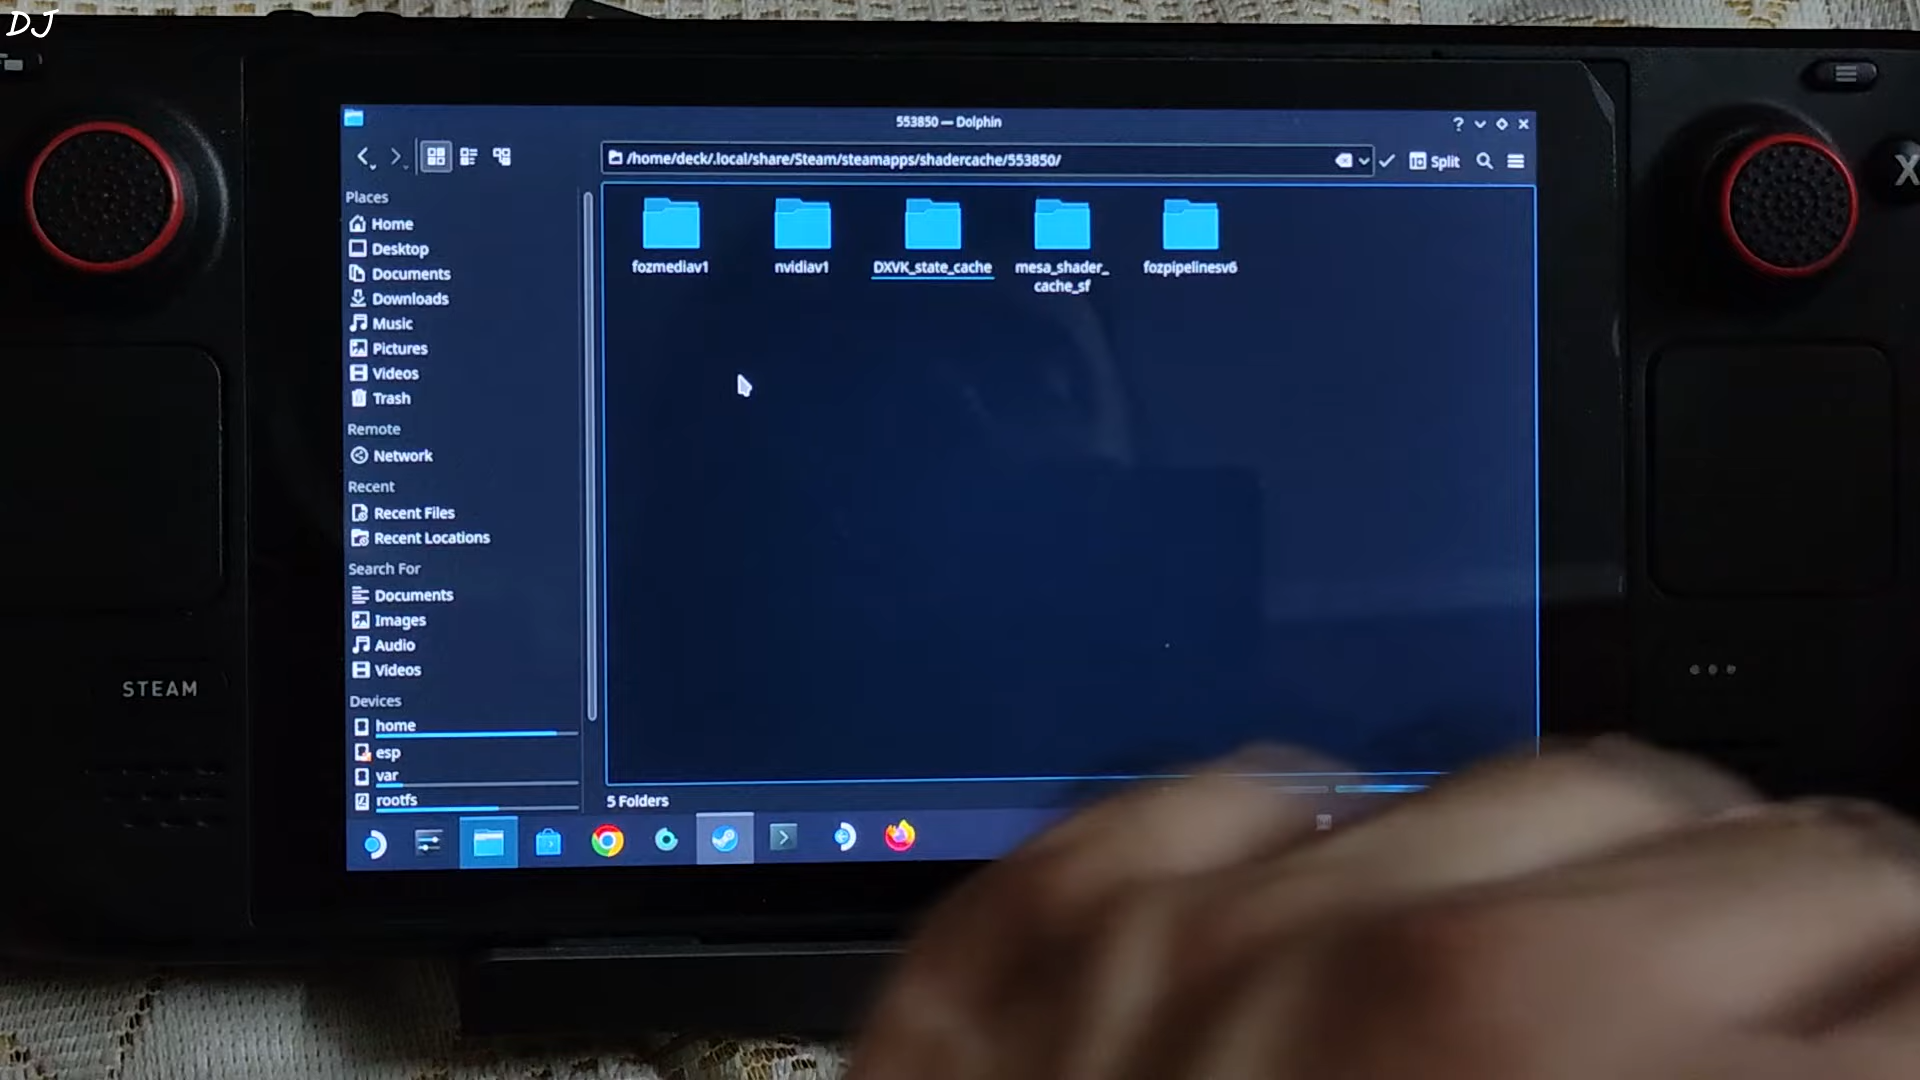 DJ
553850 — Dolphin
?
/home/deck/.local/share/Steam/steamapps/shadercache/553850/
Split
Places
Home
Desktop
Documents
Downloads
Music
Pictures
Videos
Trash
Remote
Network
Recent
Recent Files
Recent Locations
Search For
Documents
Images
Audio
Videos
Devices
home
esp
var
rootfs
fozmediav1
nvidiav1
DXVK_state_cache
mesa_shader_
cache_sf
fozpipelinesv6
5 Folders
STEAM
X